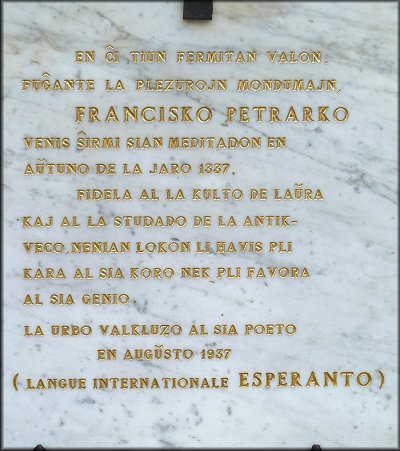 EN ĈI TIUN FERMITAN VALON,
FUĜANTE LA PLEZUROJN MONDUMAJN,
FRANCISKO PETRARKO
VENIS ŜIRMI SIAN MEDITADON EN
AŬTUNO DE LA JARO 1337.
FIDELA AL LA KULTO DE LAŬRA
KAJ AL LA STUDADO DE LA ANTIK-
VECO, NENIAN LOKON LI HAVIS PLI
KARA AL SIA KORO NEK PLI FAVORA
AL SIA GENIO.
LA URBO VALKLUZO AL SIA POETO
EN AUGŬSTO 1937
( LANGUE INTERNATIONALE ESPERANTO )